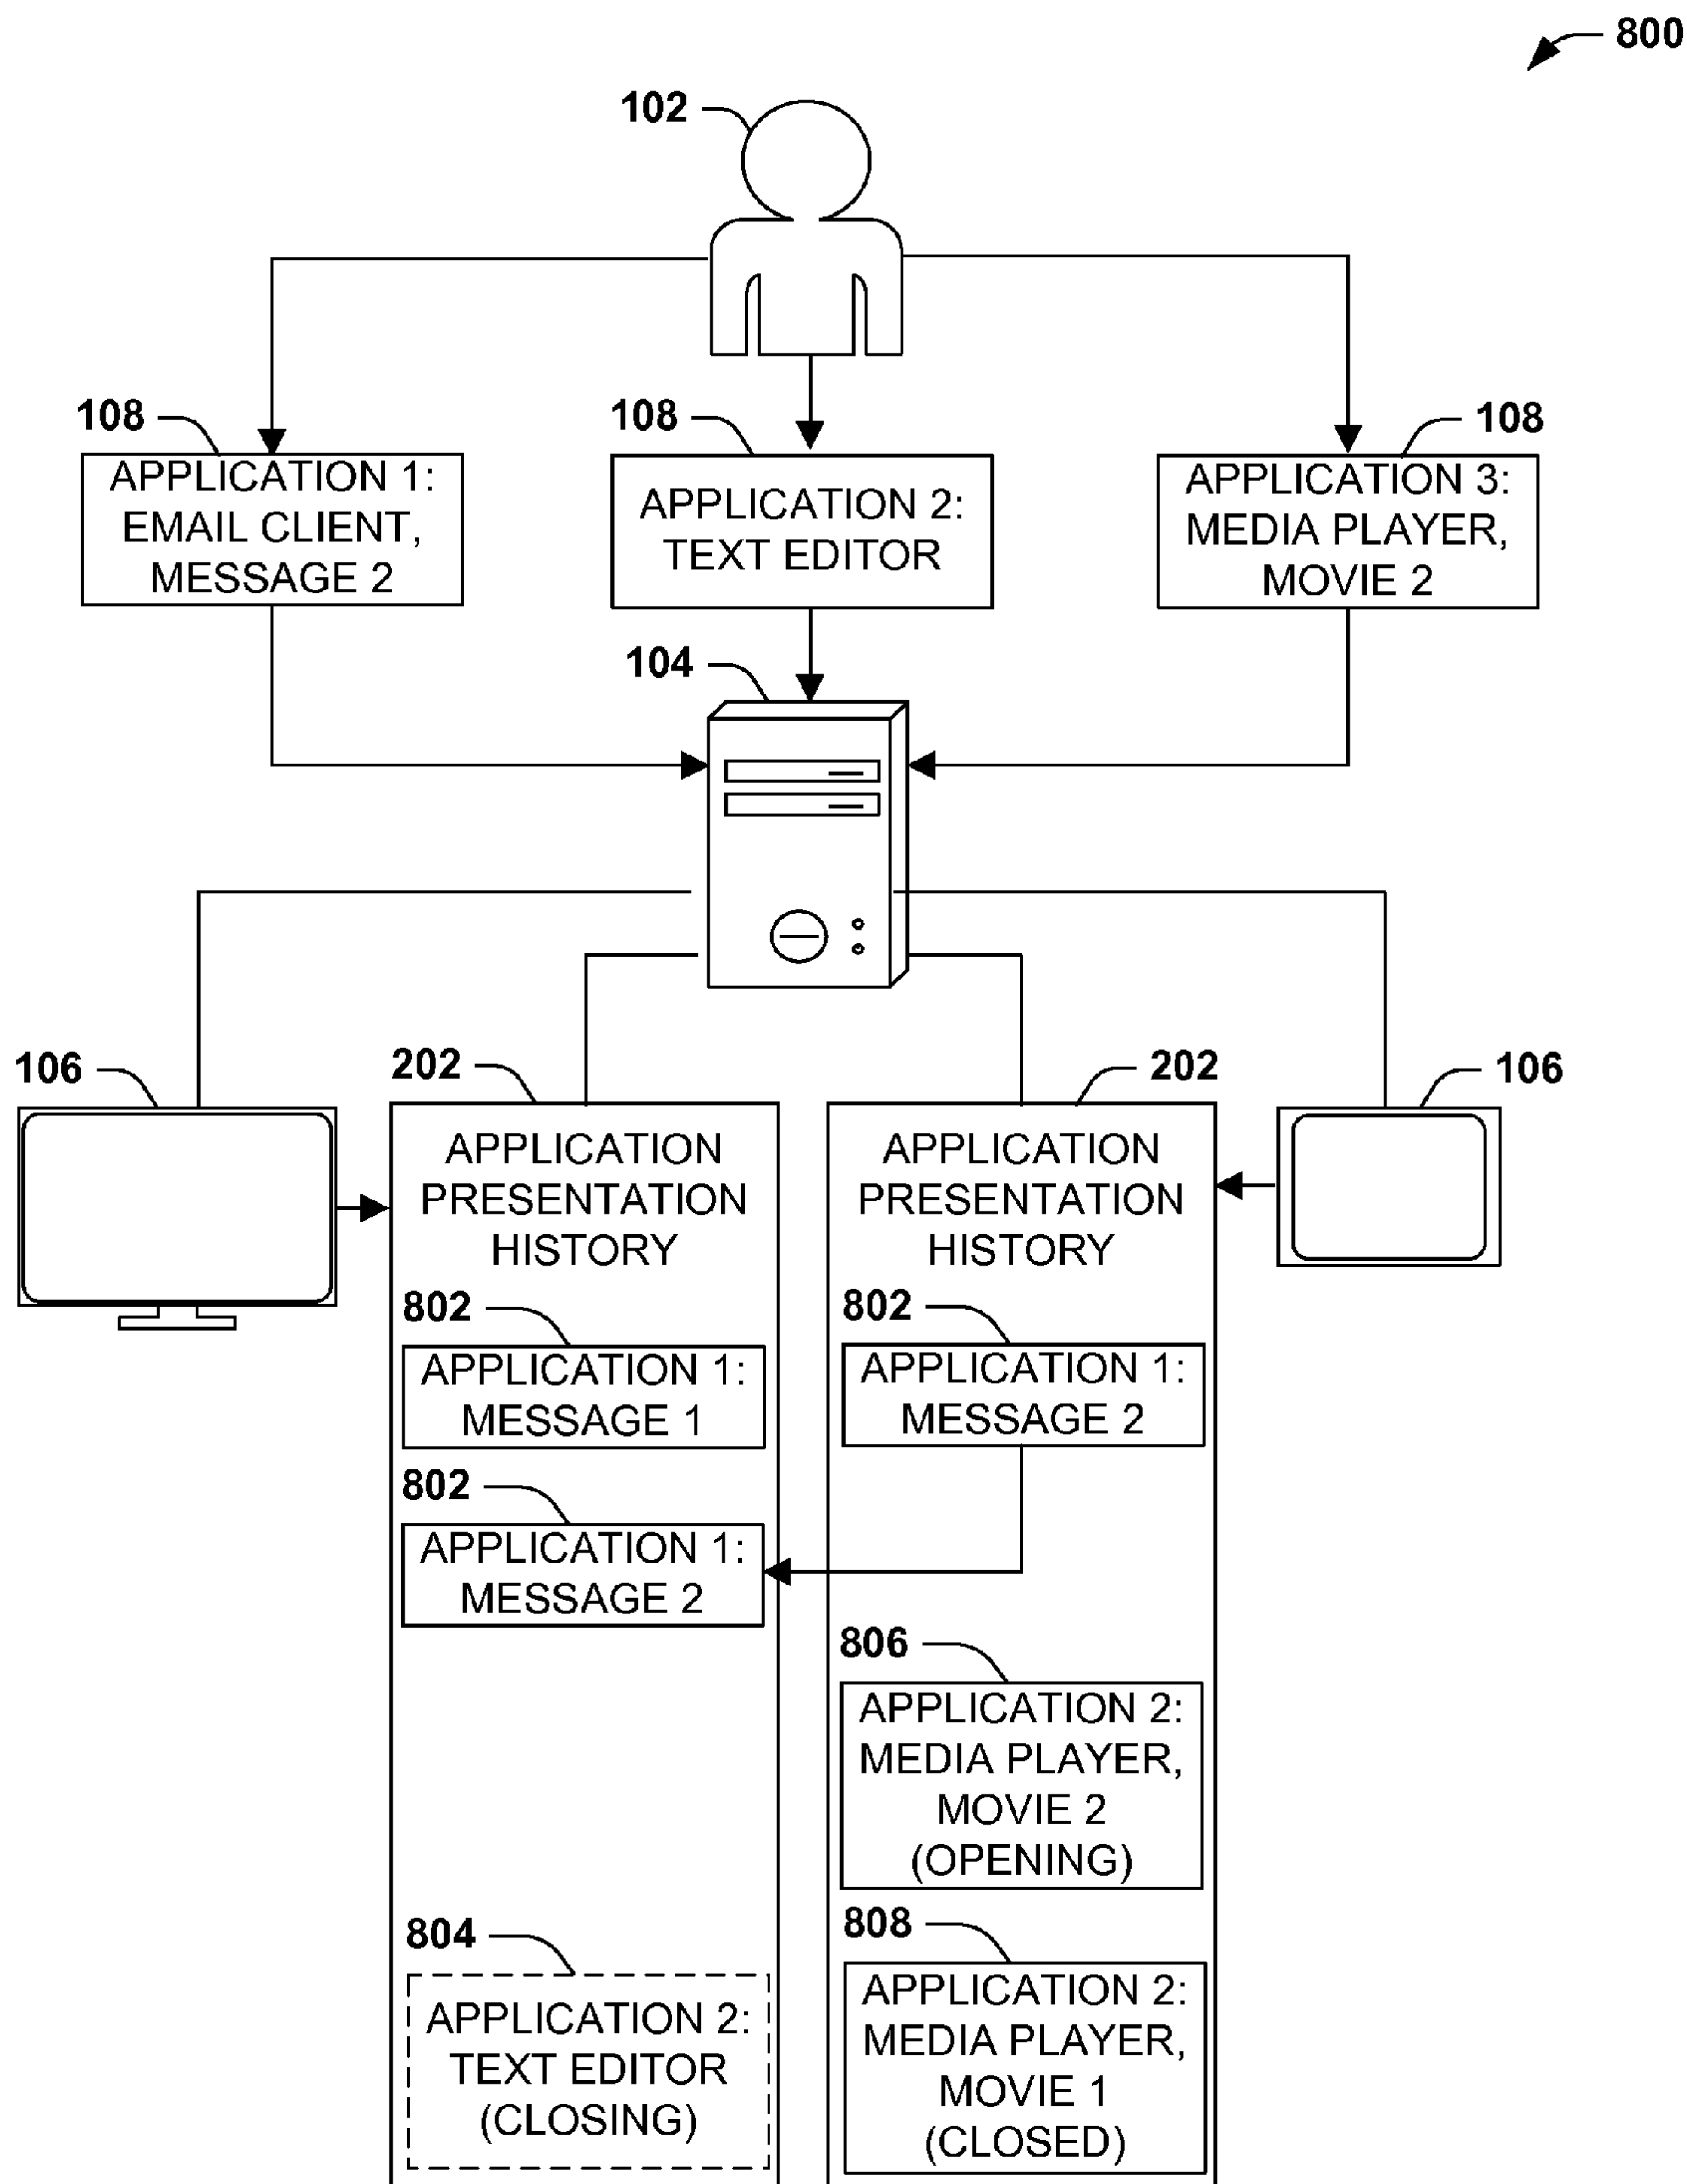 800
102
108
108
108
APPLICATION 1:
EMAIL CLIENT,
MESSAGE 2
APPLICATION 2:
TEXT EDITOR
APPLICATION 3:
MEDIA PLAYER,
MOVIE 2
104
106
202
202
106
APPLICATION
PRESENTATION
HISTORY
802
APPLICATION 1:
MESSAGE 1
802
APPLICATION 1:
MESSAGE 2
804
APPLICATION 2:
TEXT EDITOR
(CLOSING)
APPLICATION
PRESENTATION
HISTORY
802
APPLICATION 1:
MESSAGE 2
806
APPLICATION 2:
MEDIA PLAYER,
MOVIE 2
(OPENING)
808
APPLICATION 2:
MEDIA PLAYER,
MOVIE 1
(CLOSED)